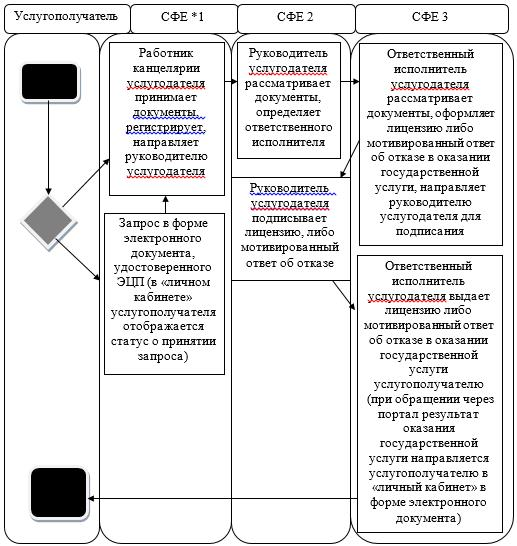 Услугополучатель
СФЕ *1
СФЕ 2
СФЕ 3
Работник
канцелярии
услугодателя
принимает
документы,
регистрирует,
направляет
руководителю
услугодателя
Запрос в форме
электронного
документа,
удостоверенного
ЭЦП (в «личном
кабинете»
услугополучателя
отображается
статус о принятии
запроса)
Руководитель
услугодателя
рассматривает
документы,
определяет
ответственного
исполнителя
Руководитель
услугодателя
подписывает
лицензию, либо
мотивированный
ответ об отказе
Ответственный
исполнитель
услугодателя
рассматривает
документы, оформляет
лицензию либо
мотивированный ответ
об отказе в оказании
государственной
услуги, направляет
руководителю
услугодателя для
подписания
Ответственный
исполнитель
услугодателя выдает
лицензию либо
мотивированный ответ
об отказе в оказании
государственной
услуги
услугополучателю
(при обращении через
портал результат
оказания
государственной
услуги направляется
услугополучателю в
«личный кабинет» в
форме электронного
документа)